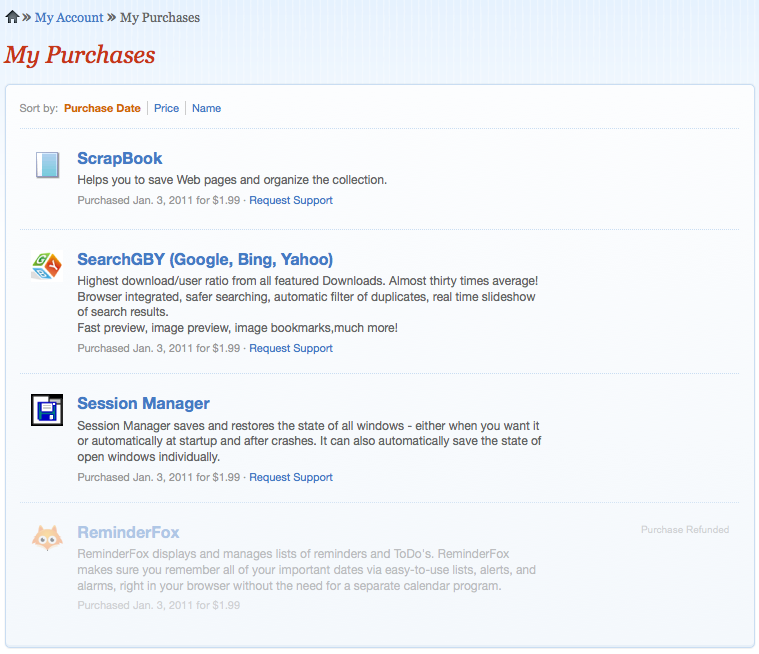 » My Account » My Purchases
My Purchases
Sort by: Purchase Date | Price | Name
ScrapBook
Helps you to save Web pages and organize the collection.
Purchased Jan. 3, 2011 for $1.99 · Request Support
SearchGBY (Google, Bing, Yahoo)
Highest download/user ratio from all featured Downloads. Almost thirty times average!
Browser integrated, safer searching, automatic filter of duplicates, real time slideshow
of search results.
Fast preview, image preview, image bookmarks,much more!
Purchased Jan. 3, 2011 for $1.99 · Request Support
Session Manager
Session Manager saves and restores the state of all windows - either when you want it
or automatically at startup and after crashes. It can also automatically save the state of
open windows individually.
Purchased Jan. 3, 2011 for $1.99 · Request Support
ReminderFox
Purchase Refunded
ReminderFox displays and manages lists of reminders and ToDo's. ReminderFox
makes sure you remember all of your important dates via easy-to-use lists, alerts, and
alarms, right in your browser without the need for a separate calendar program.
Purchased Jan. 3, 2011 for $1.99